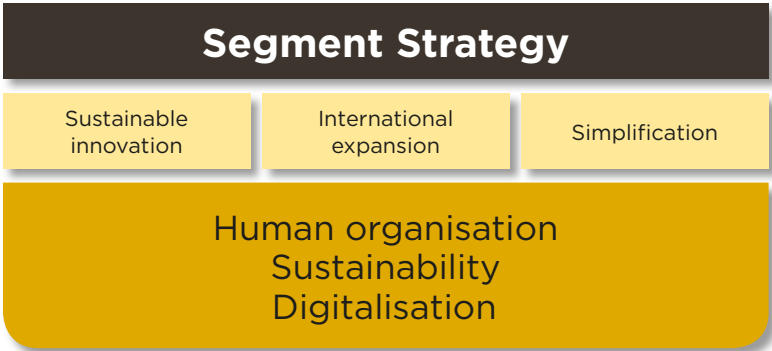 Segment Strategy
Sustainable
innovation
International
expansion
Simplification
Human organisation
Sustainability
Digitalisation